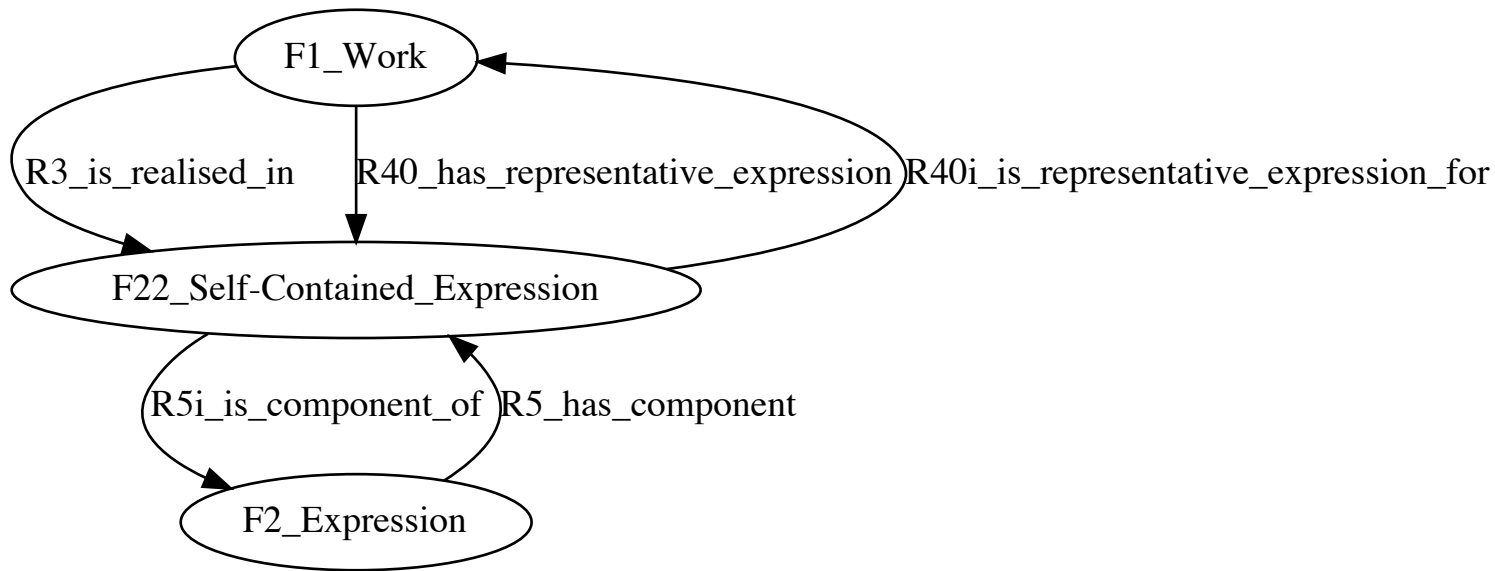 F1_Work
R3_is_realised_in
R40_has_representative_expression
R40i_is_representative_expression_for
F22_Self-Contained_Expression
R5i_is_component_of
R5_has_component
F2_Expression